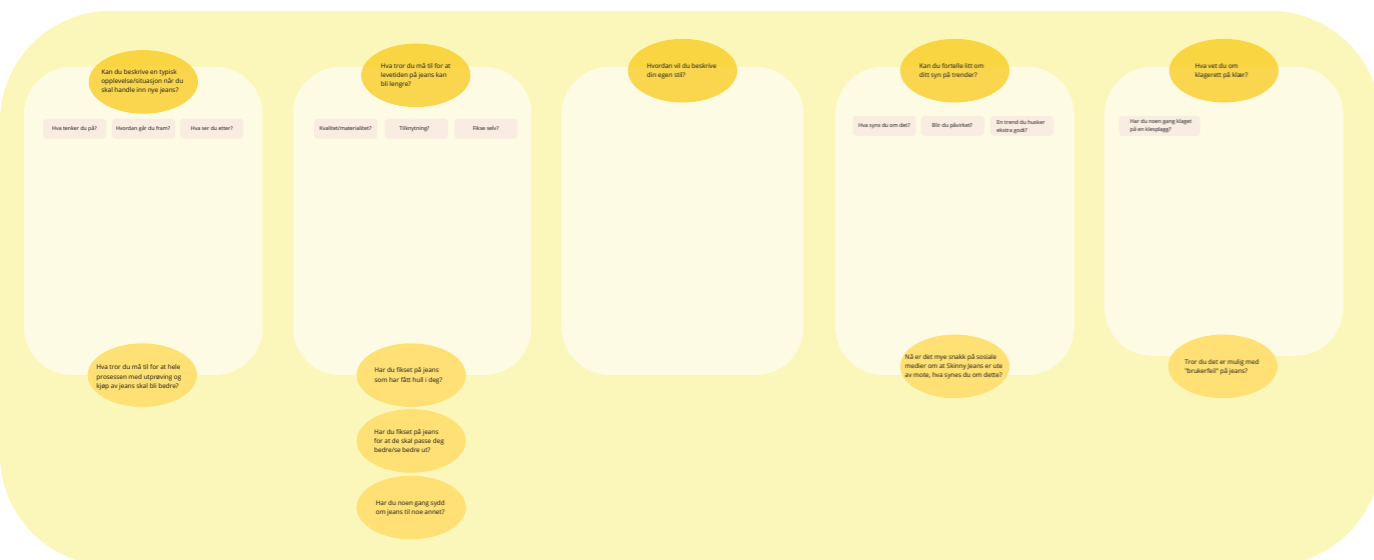 Kan du beskrive en typisk
opplevelse/situasjon når du
skal handle inn nye jeans?
Hva tenker du på?
Hvordan går du fram?
Hva ser du etter?
Hva tror du må til for at hele
prosessen med utprøving og
kjøp av jeans skal bli bedre?
Hva tror du må til for at
levetiden på jeans kan
bli lengre?
Kvalitet/materialitet?
Tilknytning?
Fikse selv?
Har du fikset på jeans
som har fått hull i deg?
Har du fikset på jeans
for at de skal passe deg
bedre/se bedre ut?
Har du noen gang sydd
om jeans til noe annet?
Hvordan vil du beskrive
din egen stil?
Kan du fortelle litt om
ditt syn på trender?
Hva syns du om det?
Blir du påvirket?
En trend du husker
ekstra godt?
Nå er det mye snakk på sosiale
medier om at Skinny Jeans er ute
av mote, hva synes du om dette?
Hva vet du om
klagerett på klær?
Har du noen gang klaget
på en klesplagg?
Tror du det er mulig med
"brukerfeil" på jeans?